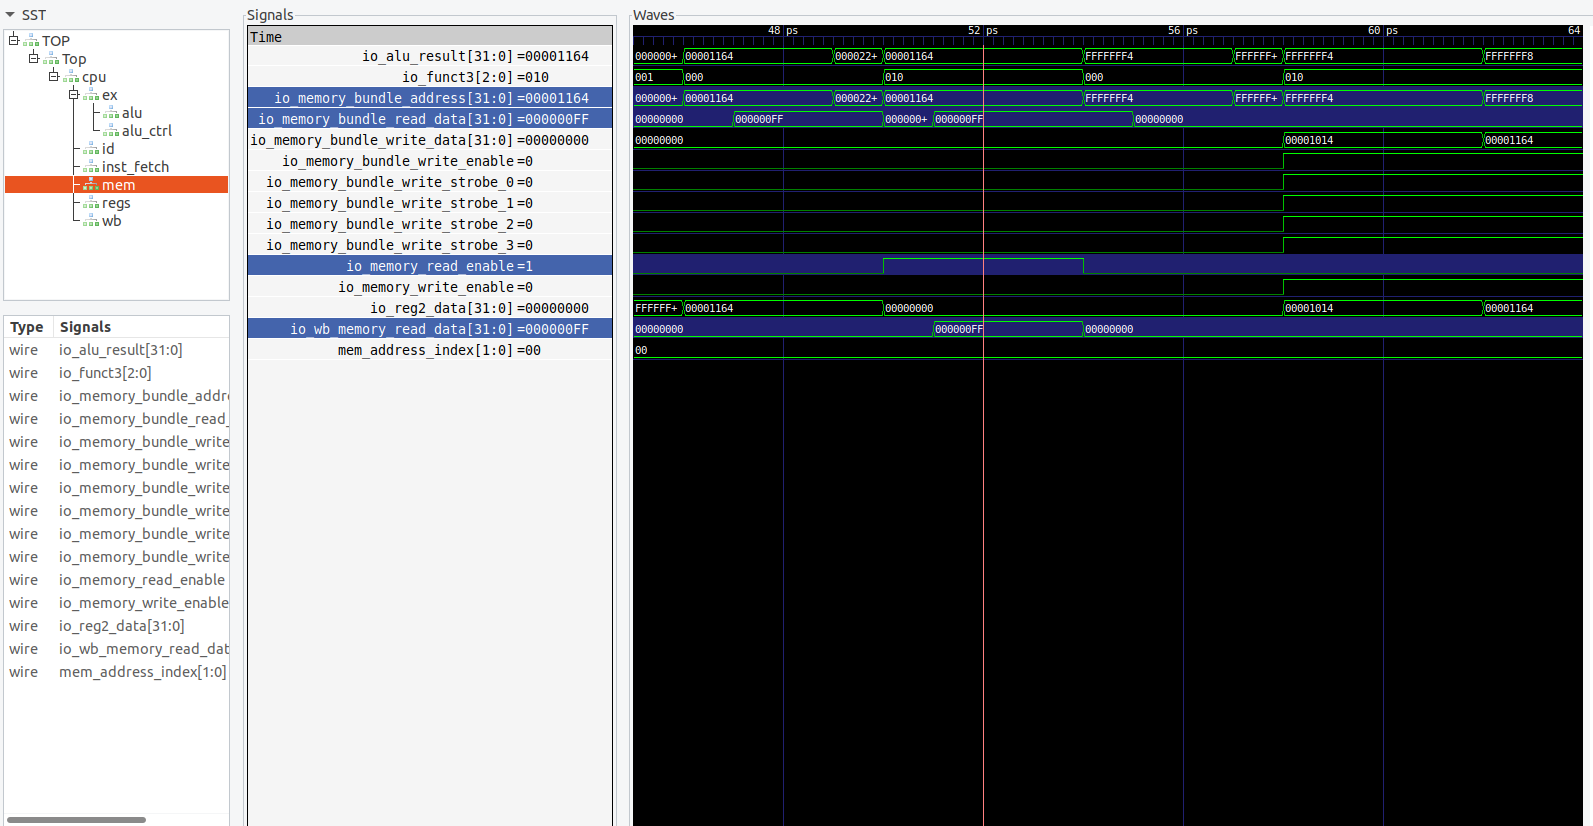 SST
TOP
Top
cpu
ex
alu
alu_ctrl
id
inst_fetch
mem
regs
wb
Type Signals
wire io_alu_result[31:0]
wire io_funct3[2:0]
wire io_memory_bundle_addr
wire io_memory_bundle_read_
wire io_memory_bundle_write
wire io_memory_bundle_write
wire io_memory_bundle_write
wire io_memory_bundle_write
wire io_memory_bundle_write
wire io_memory_bundle_write
wire io_memory_read_enable
wire io_memory_write_enable
wire io_reg2_data[31:0]
wire io_wb_memory_read_dat
wire mem_address_index[1:0]
Signals
Time
io_alu_result[31:0] =00001164
io_funct3[2:0] =010
io_memory_bundle_address[31:0] =00001164
io_memory_bundle_read_data[31:0] =000000FF
io_memory_bundle_write_data[31:0] =00000000
io_memory_bundle_write_enable =0
io_memory_bundle_write_strobe_0 =0
io_memory_bundle_write_strobe_1 =0
io_memory_bundle_write_strobe_2 =0
io_memory_bundle_write_strobe_3 =0
io_memory_read_enable =1
io_memory_write_enable =0
io_reg2_data[31:0] =00000000
io_wb_memory_read_data[31:0] =000000FF
mem_address_index[1:0] =00
Waves
48 ps 52 ps 56 ps 60 ps 64
000000+ 00001164 000022+ 00001164 FFFFFFF4 FFFFFF+ FFFFFFF4 FFFFFFF8
001 000 010 000 010
000000+ 00001164 000022+ 00001164 FFFFFFF4 FFFFFF+ FFFFFFF4 FFFFFFF8
00000000 000000FF 000000+ 000000FF 00000000
00000000 00001014 00001164
FFFFFF+ 00001164 00000000 00001014 00001164
00000000 000000FF 00000000
00